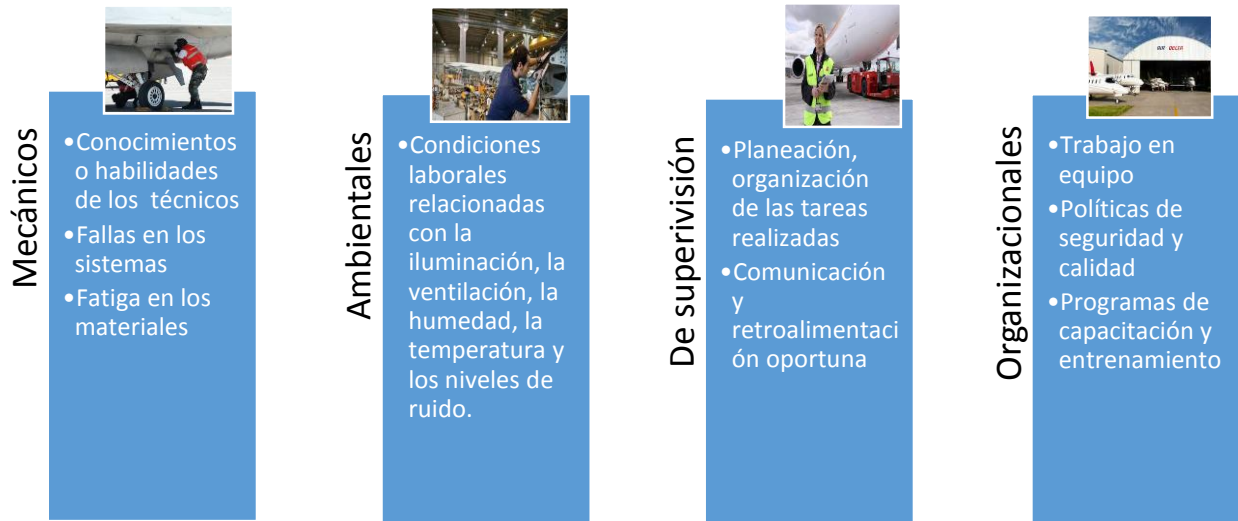 Mecánicos
•Conocimientos
o habilidades
de los técnicos
•Fallas en los
sistemas
•Fatiga en los
materiales
Ambientales
•Condiciones
laborales
relacionadas
con la
iluminación, la
ventilación, la
humedad, la
temperatura y
los niveles de
ruido.
De superivisión
•Planeación,
organización
de las tareas
realizadas
•Comunicación
y
retroalimentaci
ón oportuna
Organizacionales
AIR DELTA
•Trabajo en
equipo
•Políticas de
seguridad y
calidad
•Programas de
capacitación y
entrenamiento